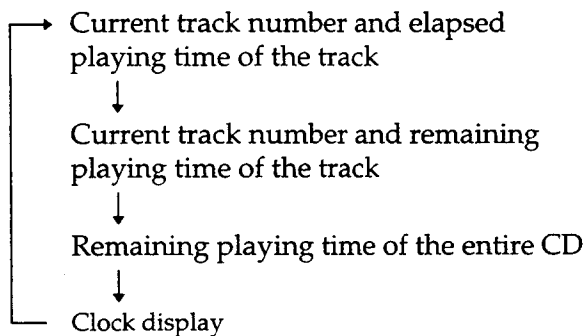 Current track number and elapsed
playing time of the track
Current track number and remaining
playing time of the track
Remaining playing time of the entire CD
Clock display